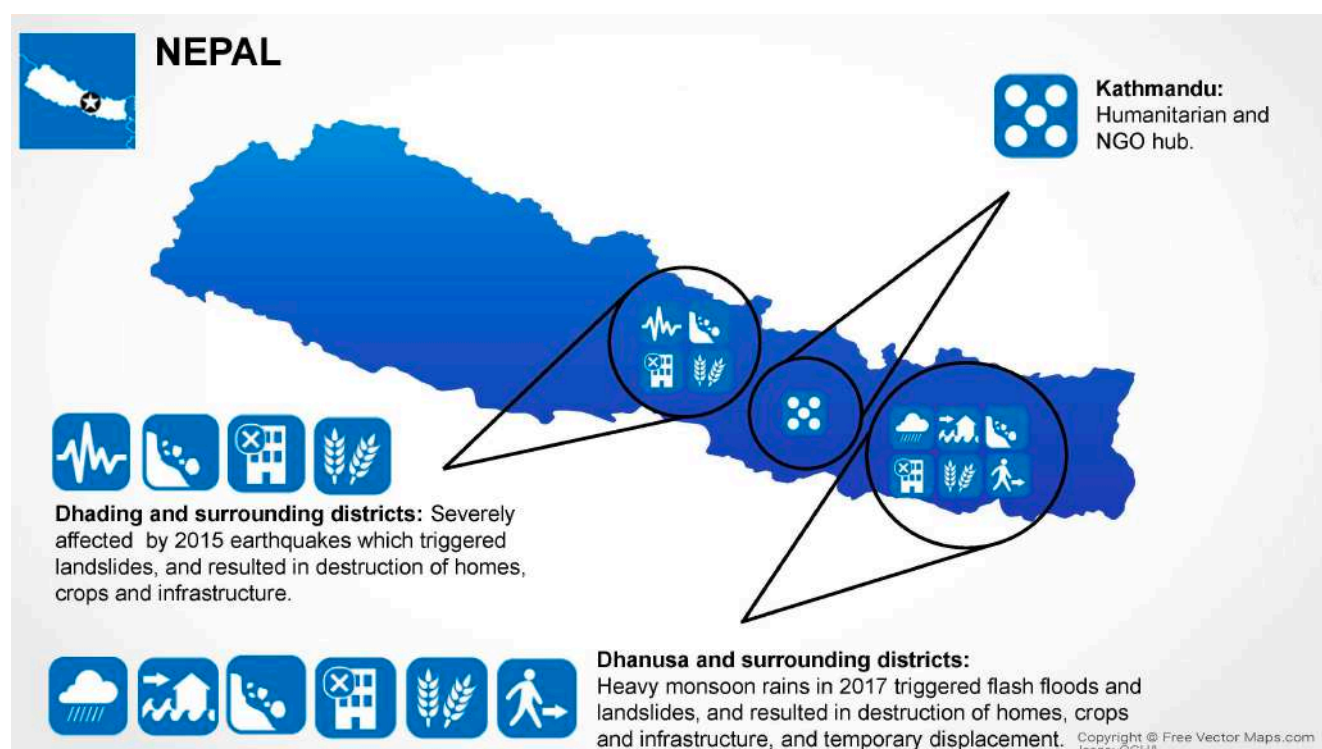 NEPAL
Kathmandu:
Humanitarian and
NGO hub.
Dhading and surrounding districts: Severely
affected by 2015 earthquakes which triggered
landslides, and resulted in destruction of homes,
crops and infrastructure.
Dhanusa and surrounding districts:
Heavy monsoon rains in 2017 triggered flash floods and
landslides, and resulted in destruction of homes, crops
and infrastructure, and temporary displacement.
Copyright © Free Vector Maps.com